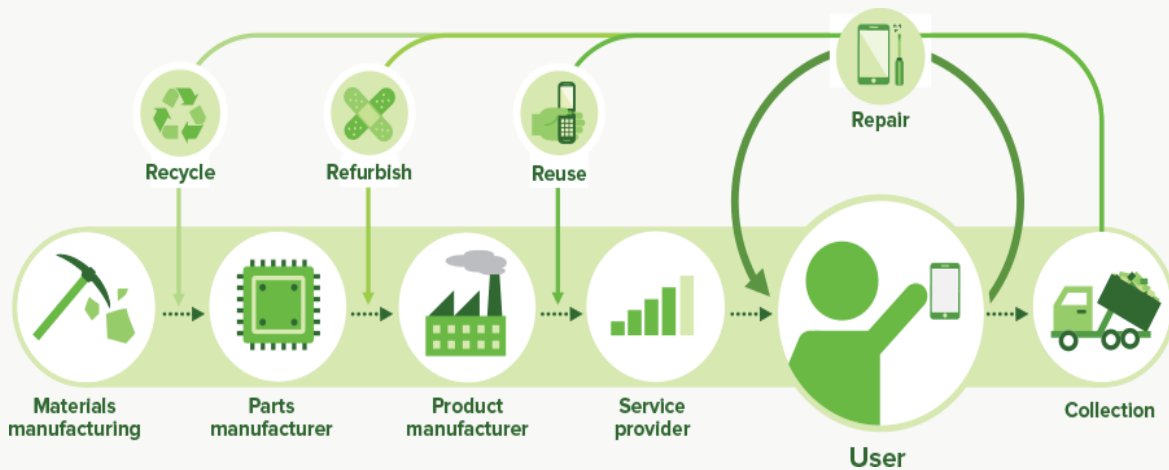 Repair
Recycle
Refurbish
Reuse
Materials
manufacturing
Parts
manufacturer
Product
manufacturer
Service
provider
User
Collection